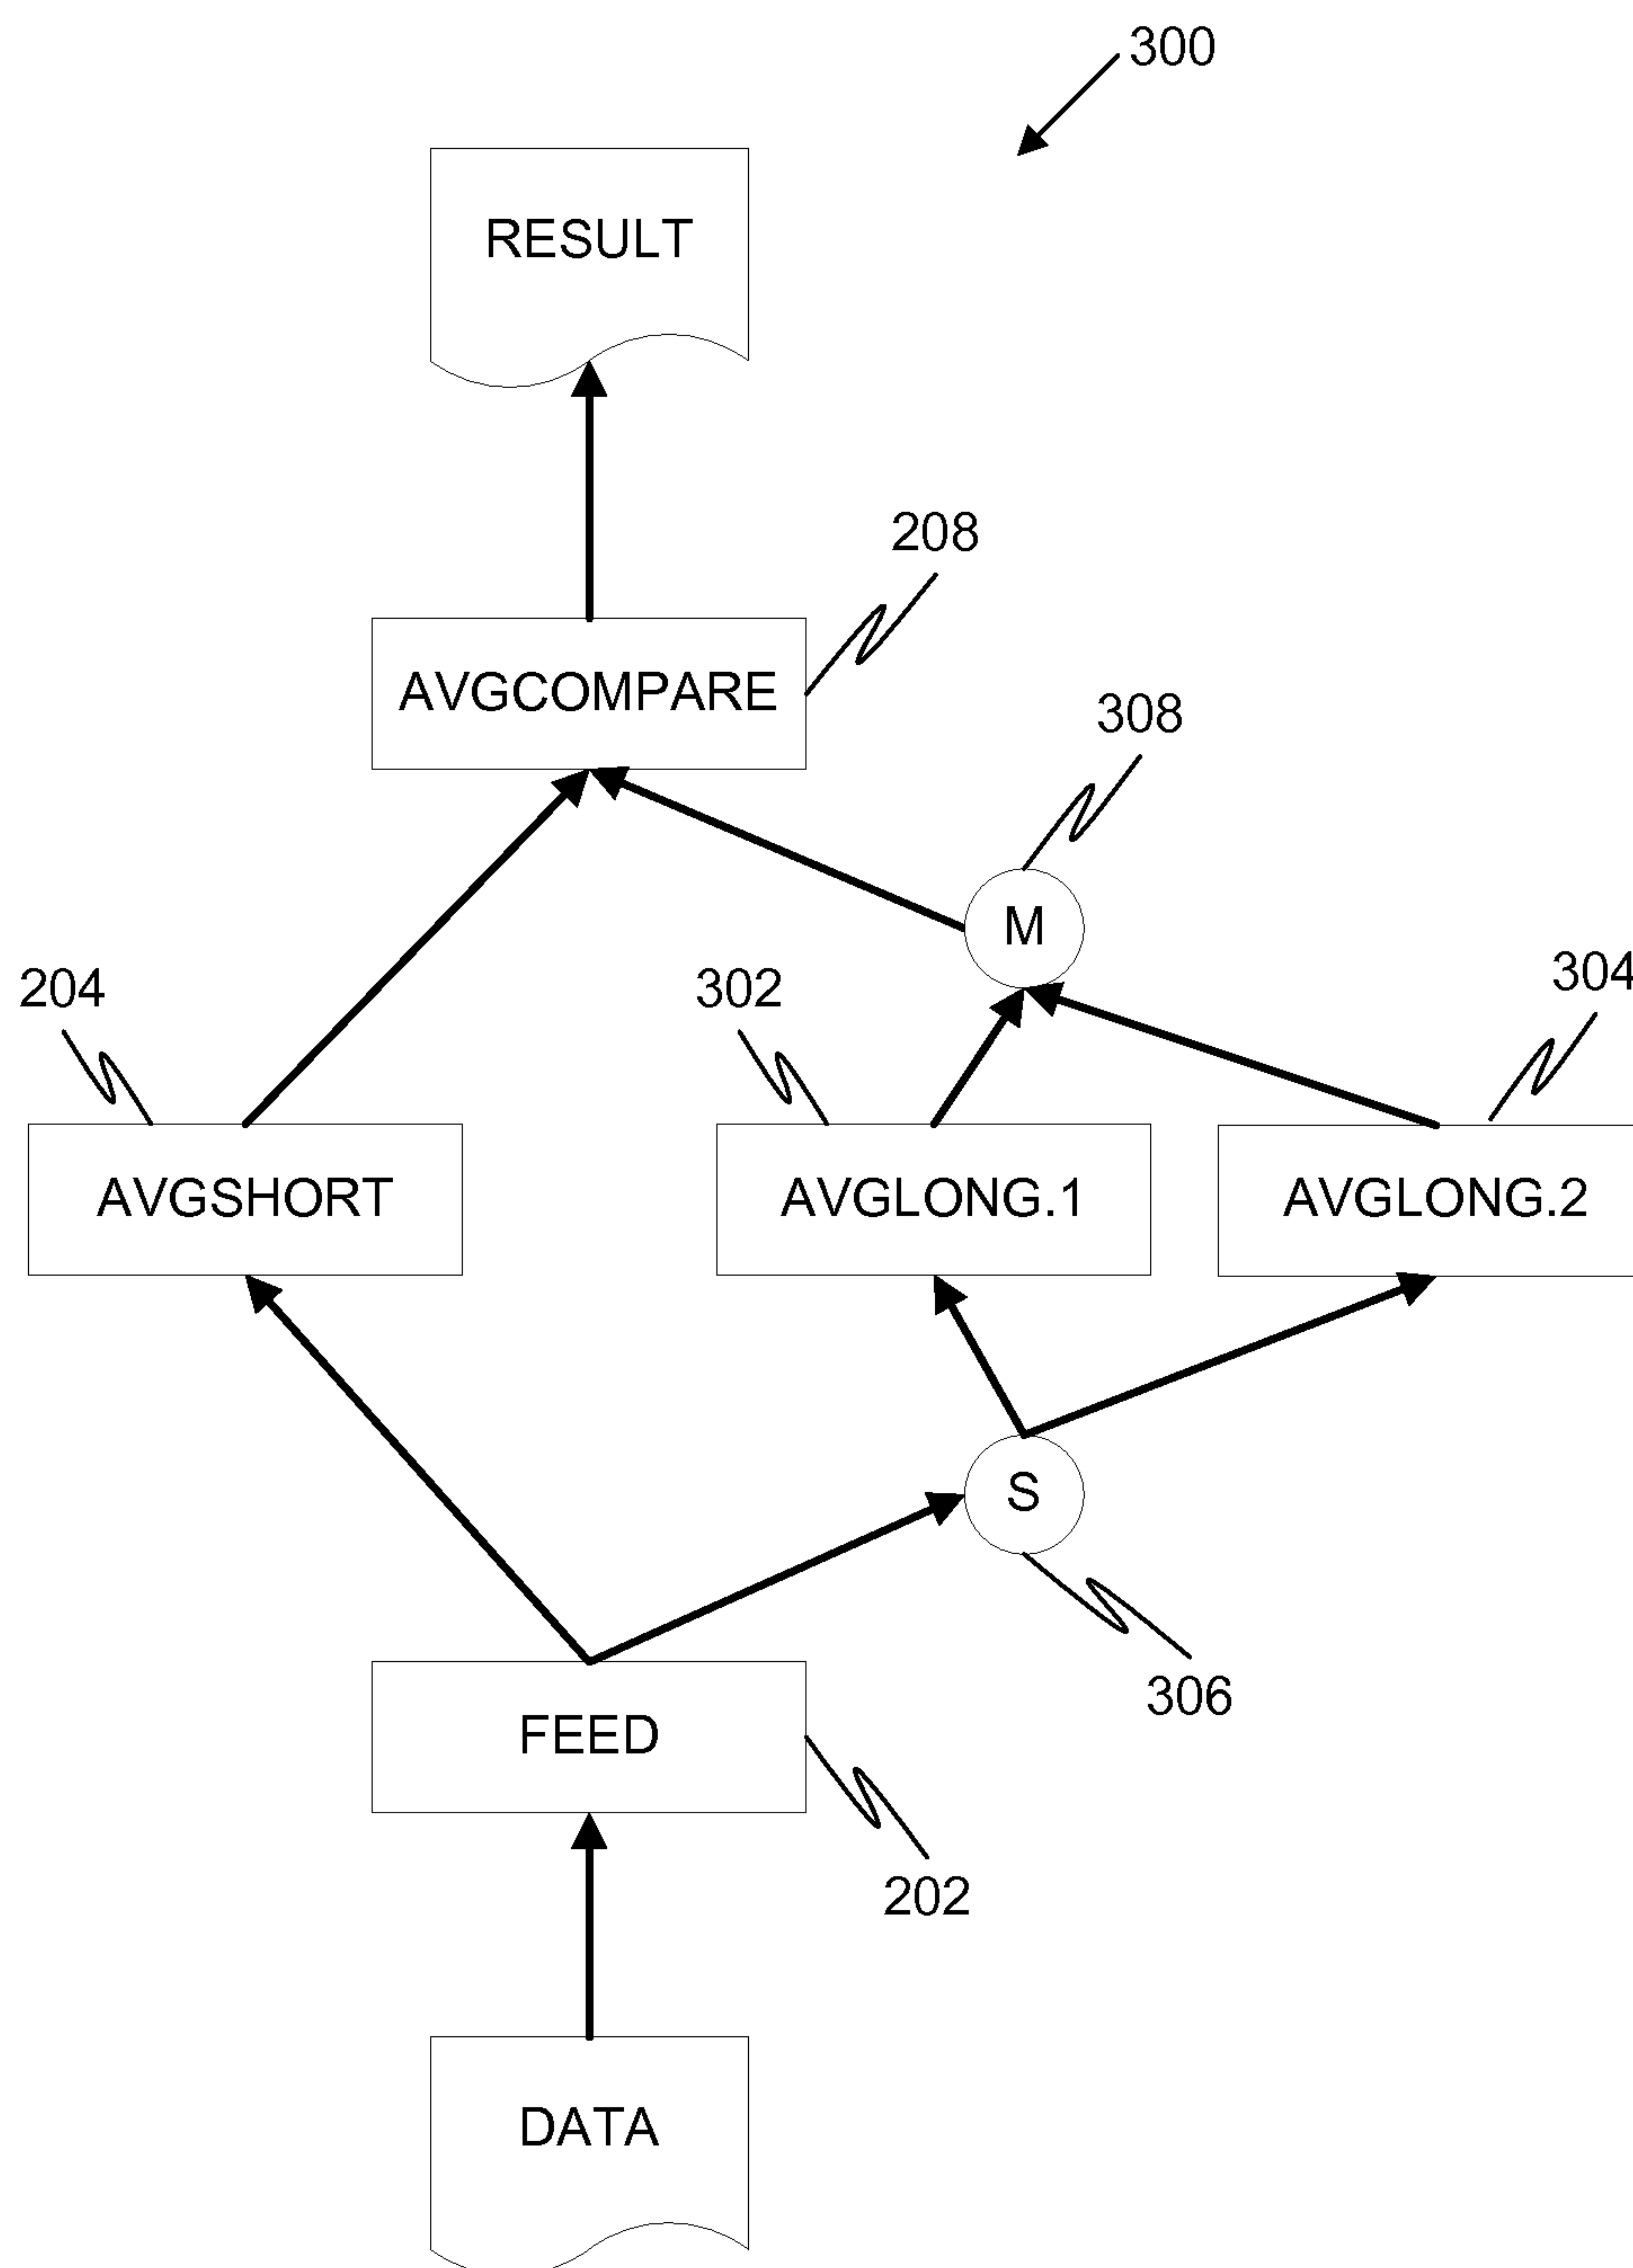 300
RESULT
208
AVGCOMPARE
308
M
204
302
304
AVGSHORT
AVGLONG.1
AVGLONG.2
S
306
FEED
202
DATA